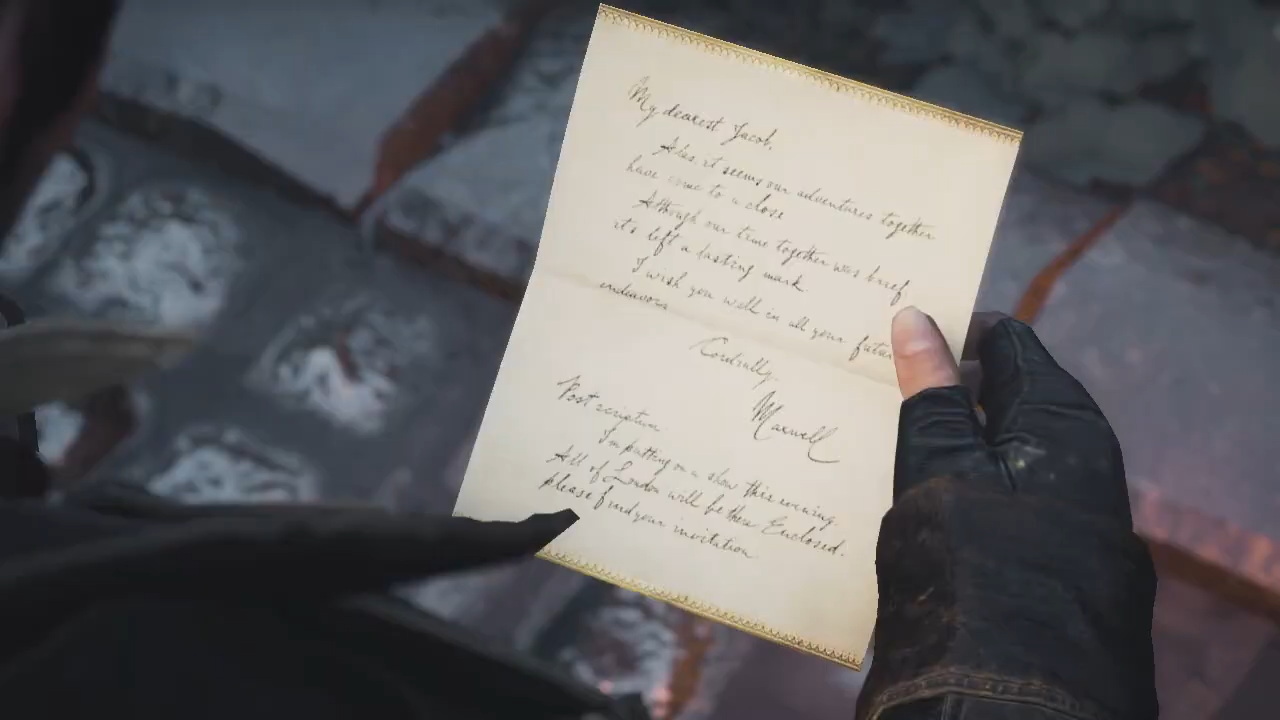 My dearest Jacob,
Alas, it seems our adventures together
have come to a close
Although our time together was brief
it's left a lasting mark.
I wish you well in all your
endeavors
Cordially,
Maxwell
Post scriptum
I'm putting on a show this evening.
All of London will be there Enclosed.
please find your invitation